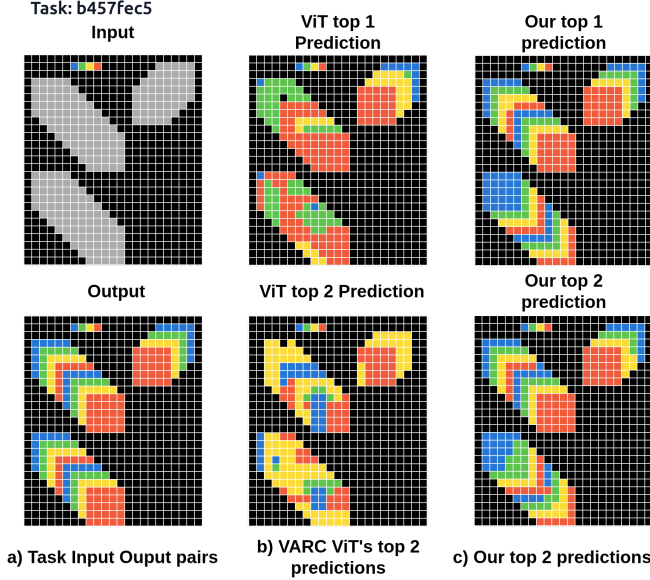 Task: b457fec5
Input
ViT top 1
Prediction
Our top 1
prediction
Output
ViT top 2 Prediction
Our top 2
prediction
a) Task Input Ouput pairs
b) VARC ViT's top 2
predictions
c) Our top 2 predictions